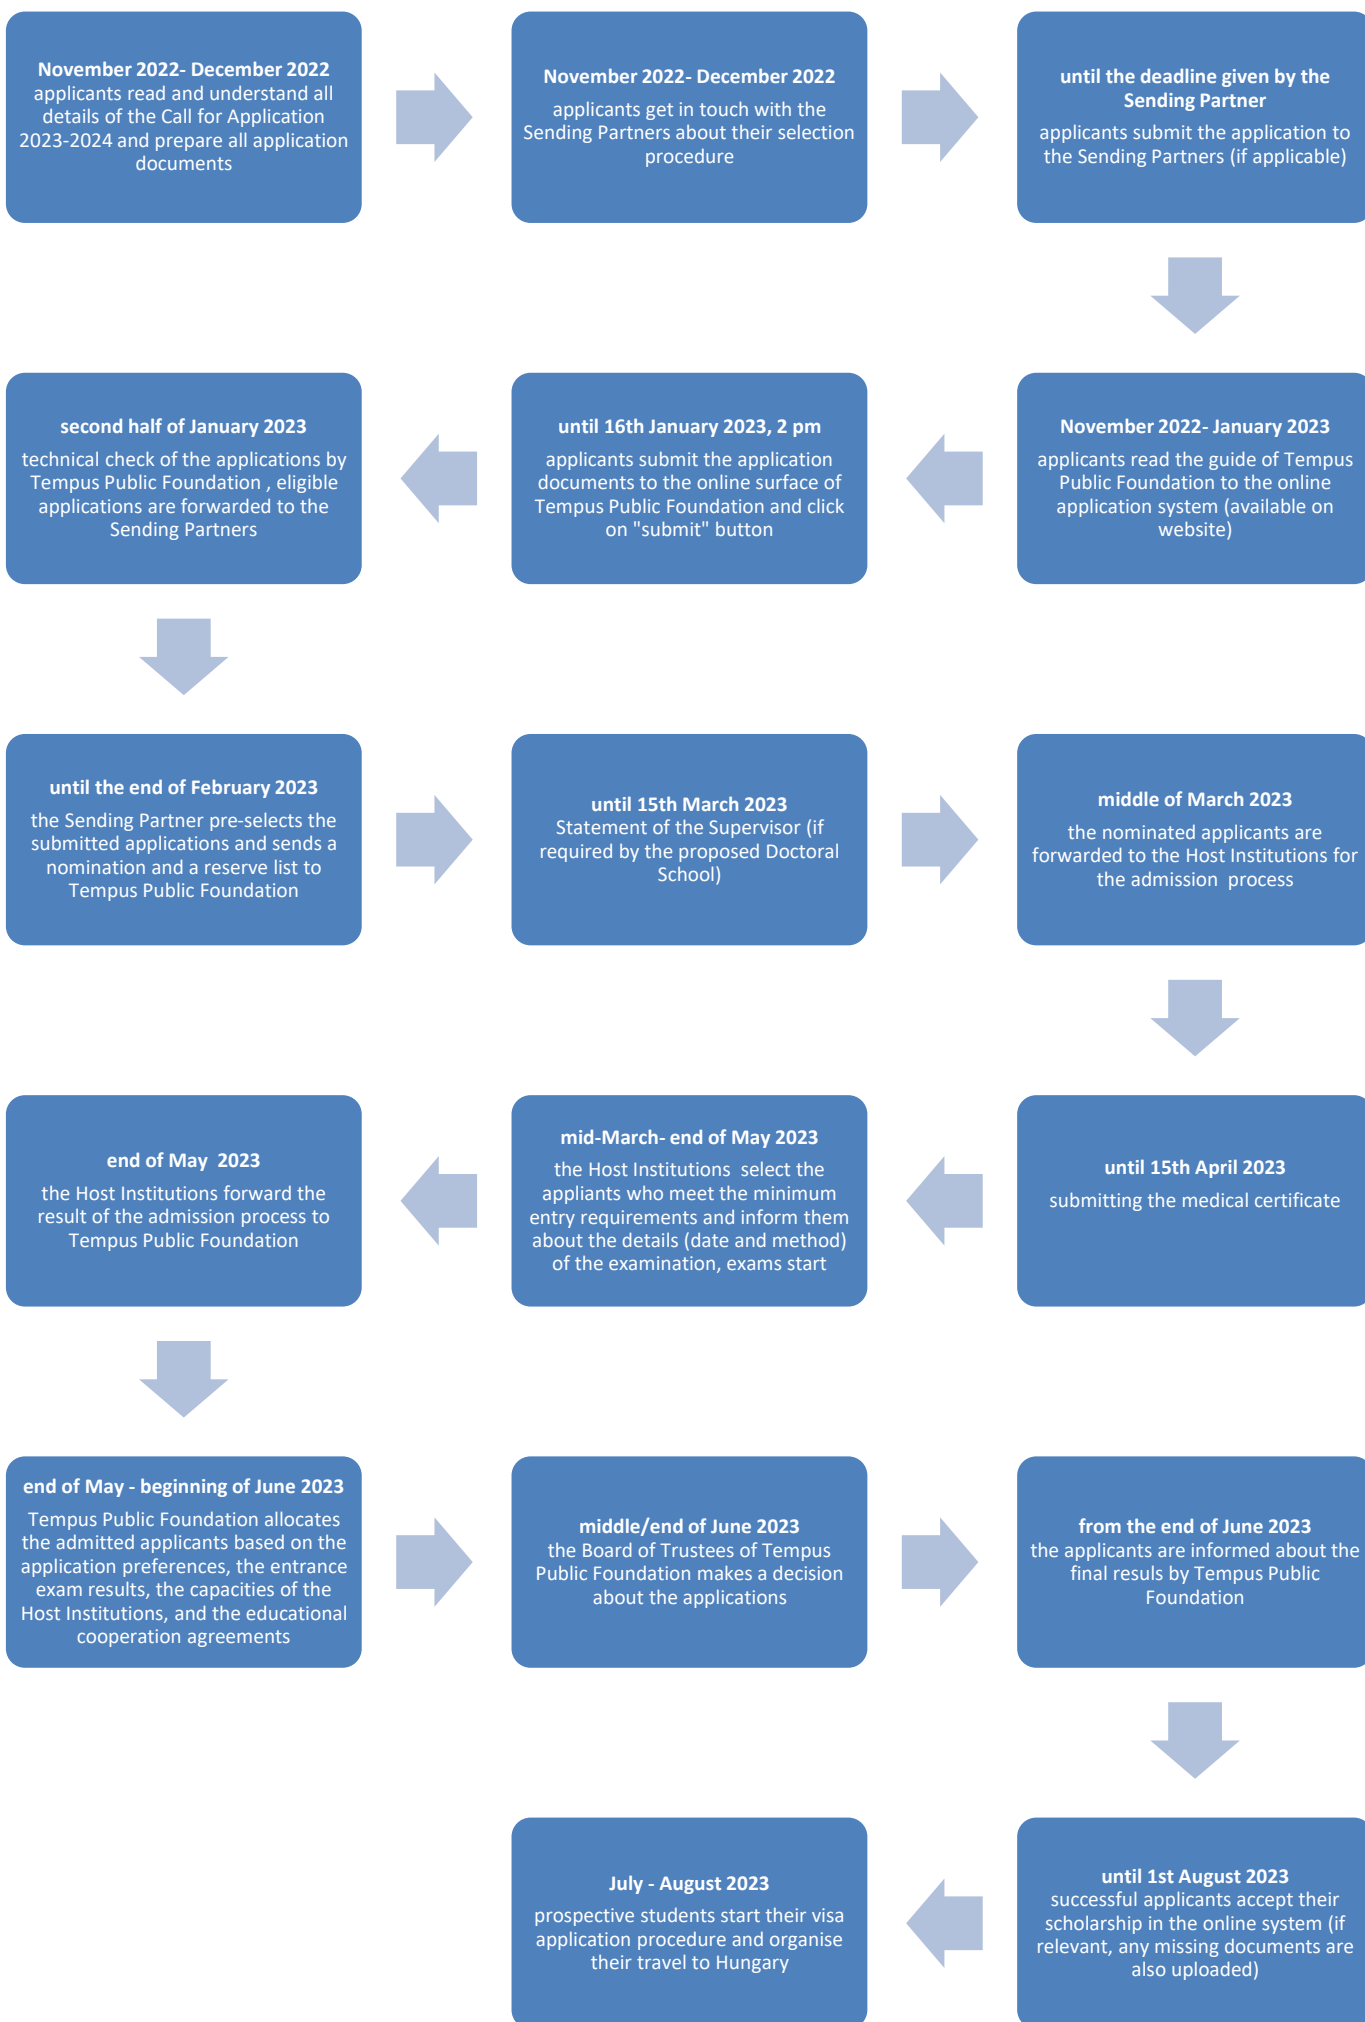 November 2022- December 2022
applicants read and understand all
details of the Call for Application
2023-2024 and prepare all application
documents
November 2022- December 2022
applicants get in touch with the
Sending Partners about their selection
procedure
until the deadline given by the
Sending Partner
applicants submit the application to
the Sending Partners (if applicable)
November 2022- January 2023
applicants read the guide of Tempus
Public Foundation to the online
application system (available on
website)
until 16th January 2023, 2 pm
applicants submit the application
documents to the online surface of
Tempus Public Foundation and click
on "submit" button
second half of January 2023
technical check of the applications by
Tempus Public Foundation , eligible
applications are forwarded to the
Sending Partners
until the end of February 2023
the Sending Partner pre-selects the
submitted applications and sends a
nomination and a reserve list to
Tempus Public Foundation
until 15th March 2023
Statement of the Supervisor (if
required by the proposed Doctoral
School)
middle of March 2023
the nominated applicants are
forwarded to the Host Institutions for
the admission process
until 15th April 2023
submitting the medical certificate
mid-March- end of May 2023
the Host Institutions select the
appliants who meet the minimum
entry requirements and inform them
about the details (date and method)
of the examination, exams start
end of May 2023
the Host Institutions forward the
result of the admission process to
Tempus Public Foundation
end of May - beginning of June 2023
Tempus Public Foundation allocates
the admitted applicants based on the
application preferences, the entrance
exam results, the capacities of the
Host Institutions, and the educational
cooperation agreements
middle/end of June 2023
the Board of Trustees of Tempus
Public Foundation makes a decision
about the applications
from the end of June 2023
the applicants are informed about the
final resuls by Tempus Public
Foundation
until 1st August 2023
successful applicants accept their
scholarship in the online system (if
relevant, any missing documents are
also uploaded)
July - August 2023
prospective students start their visa
application procedure and organise
their travel to Hungary